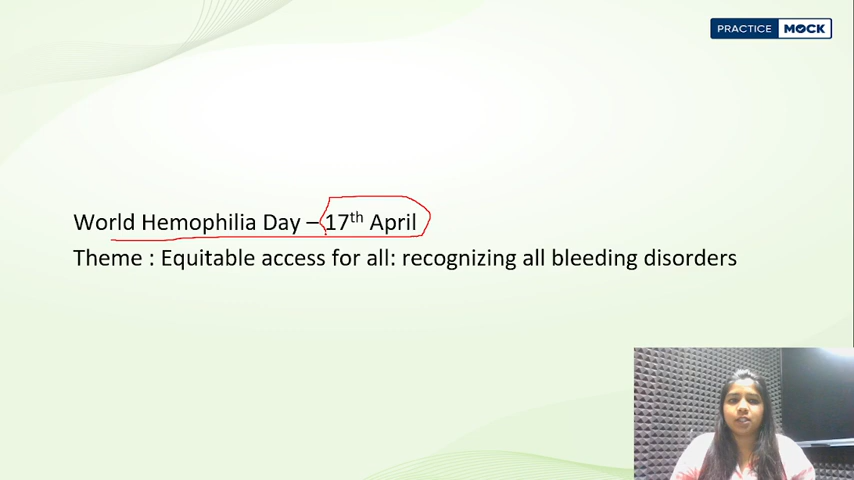 PRACTICE MOCK
World Hemophilia Day – 17th April
Theme : Equitable access for all: recognizing all bleeding disorders